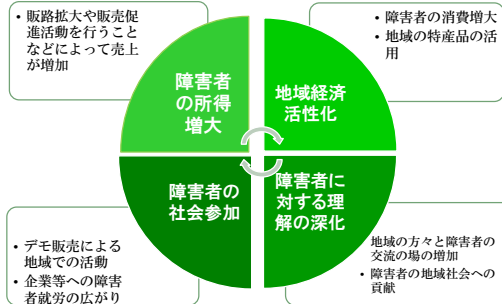 ・販路拡大や販売促
進活動を行うこと
などによって売上
が増加
・障害者の消費増大
・地域の特産品の活
用
障害者
の所得
増大
地域経済
活性化
障害者の
社会参加
障害者に
対する理
解の深化
・デモ販売による
地域での活動
・企業等への障害
者就労の広がり
地域の方々と障害者の
交流の場の増加
・障害者の地域社会への
貢献